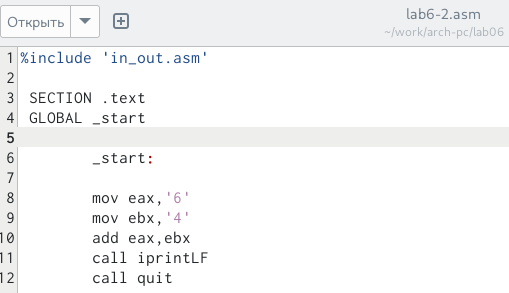 Открыть
lab6-2.asm
~/work/arch-pc/lab06
1 %include 'in_out.asm'
2
3 SECTION .text
4 GLOBAL _start
5
6 _start:
7
8 mov eax,'6'
9 mov ebx,'4'
10 add eax,ebx
11 call iprintLF
12 call quit